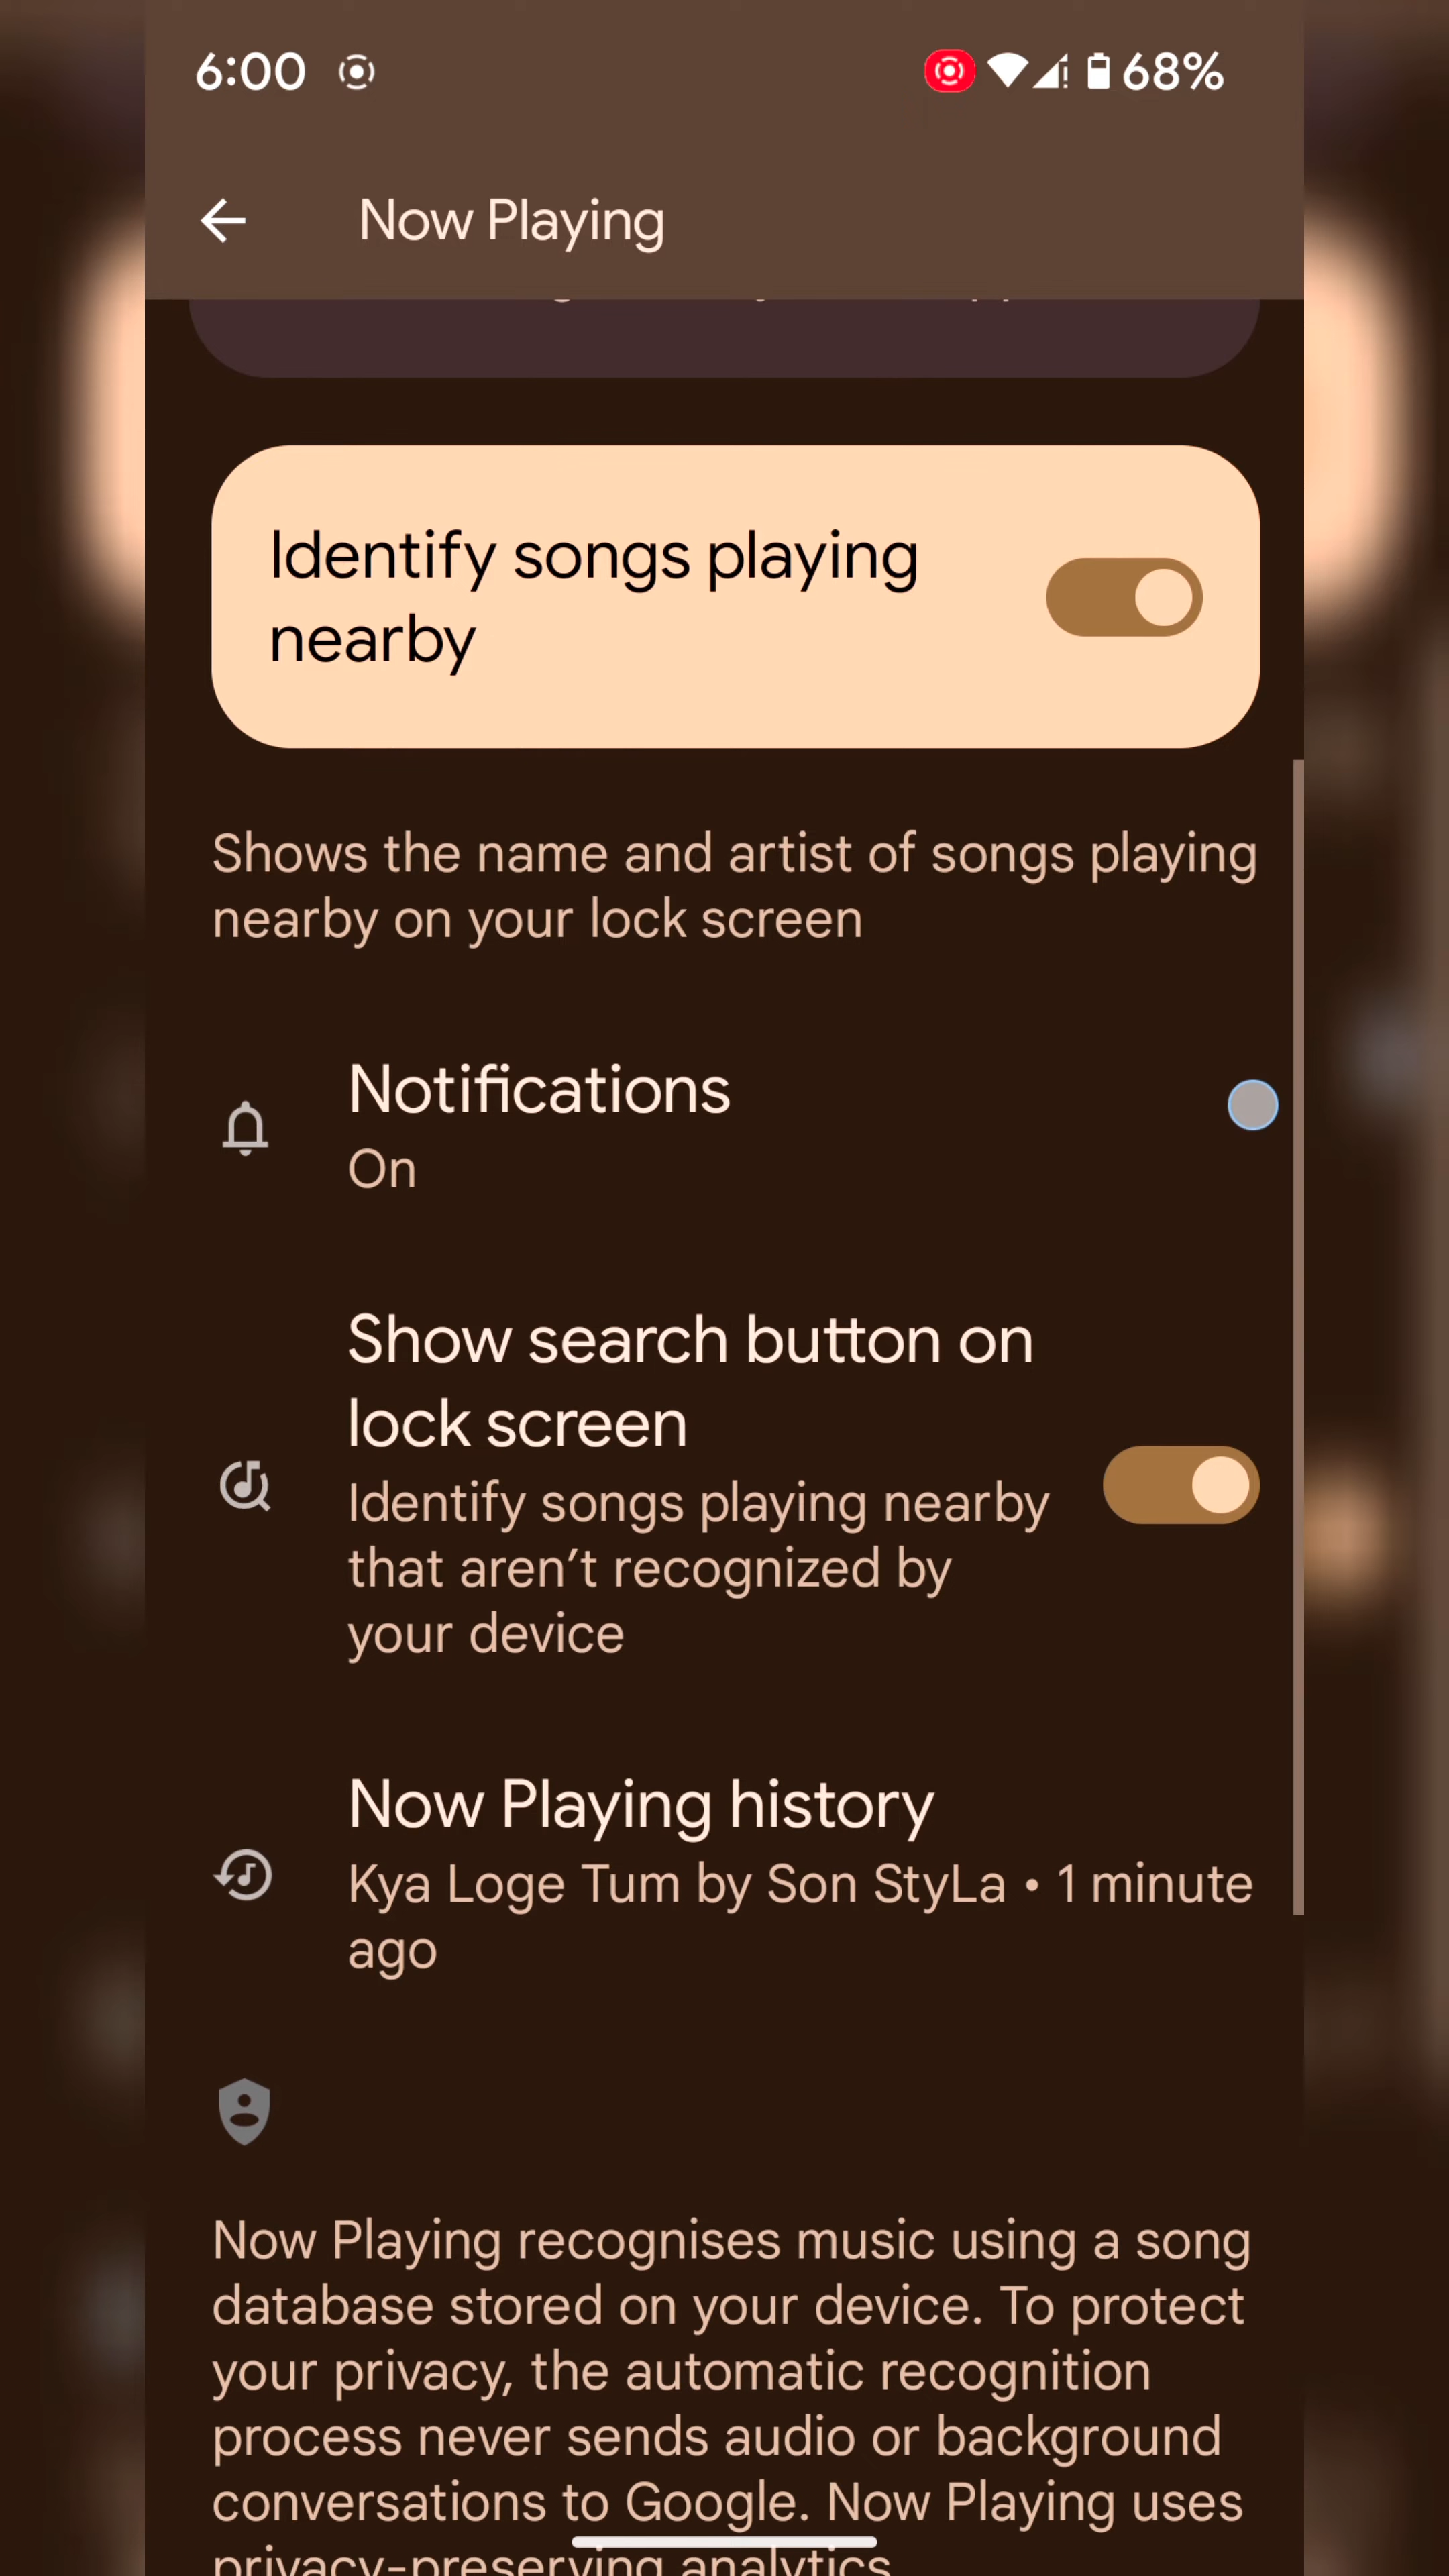 6:00
68%
Now Playing
Identify songs playing
nearby
Shows the name and artist of songs playing
nearby on your lock screen
Notifications
On
Show search button on
lock screen
Identify songs playing nearby
that aren’t recognized by
your device
Now Playing history
Kya Loge Tum by Son StyLa • 1 minute
ago
Now Playing recognises music using a song
database stored on your device. To protect
your privacy, the automatic recognition
process never sends audio or background
conversations to Google. Now Playing uses
privacy-preserving analytics